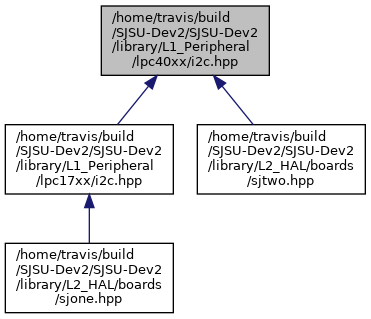 /home/travis/build
/SJSU-Dev2/SJSU-Dev2
/library/L1_Peripheral
/lpc40xx/i2c.hpp
/home/travis/build
/SJSU-Dev2/SJSU-Dev2
/library/L1_Peripheral
/lpc17xx/i2c.hpp
/home/travis/build
/SJSU-Dev2/SJSU-Dev2
/library/L2_HAL/boards
/sjtwo.hpp
/home/travis/build
/SJSU-Dev2/SJSU-Dev2
/library/L2_HAL/boards
/sjone.hpp